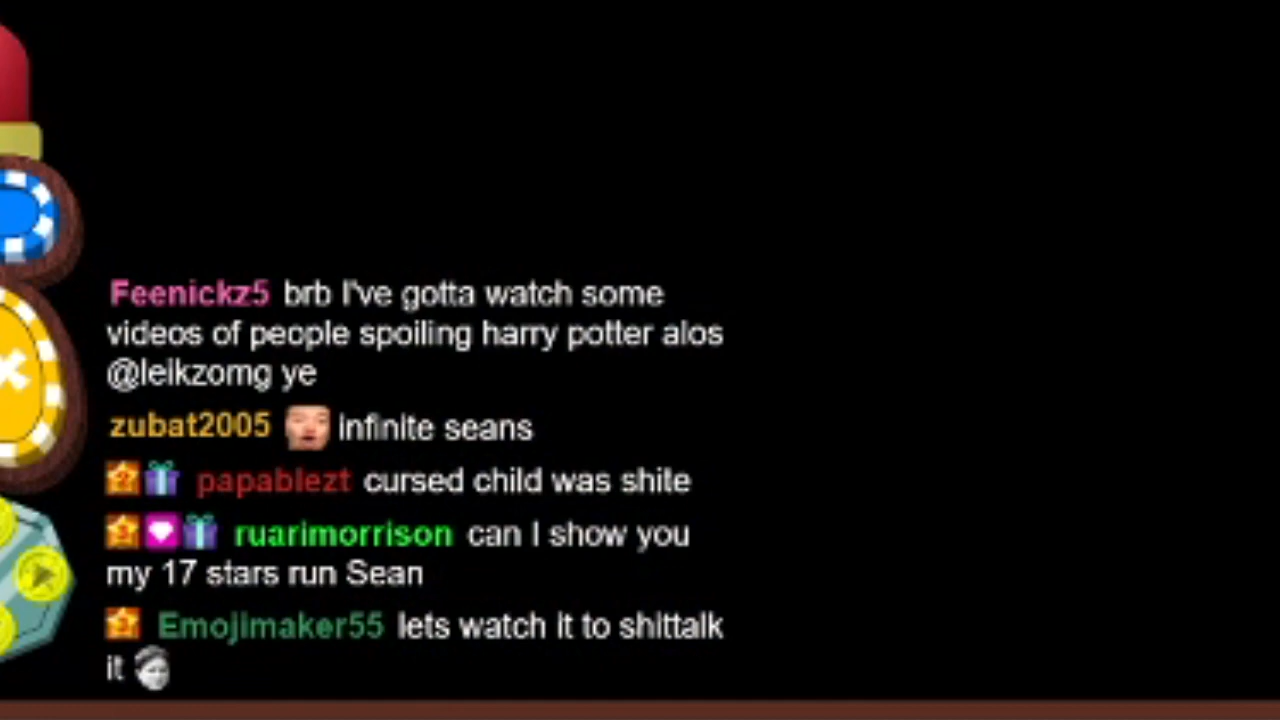 Feenickz5 brb I've gotta watch some
videos of people spoiling harry potter alos
@lelkzomg ye
zubat2005 infinite seans
papablezt cursed child was shite
ruarimorrison can I show you
my 17 stars run Sean
Emojimaker55 lets watch it to shittalk
it